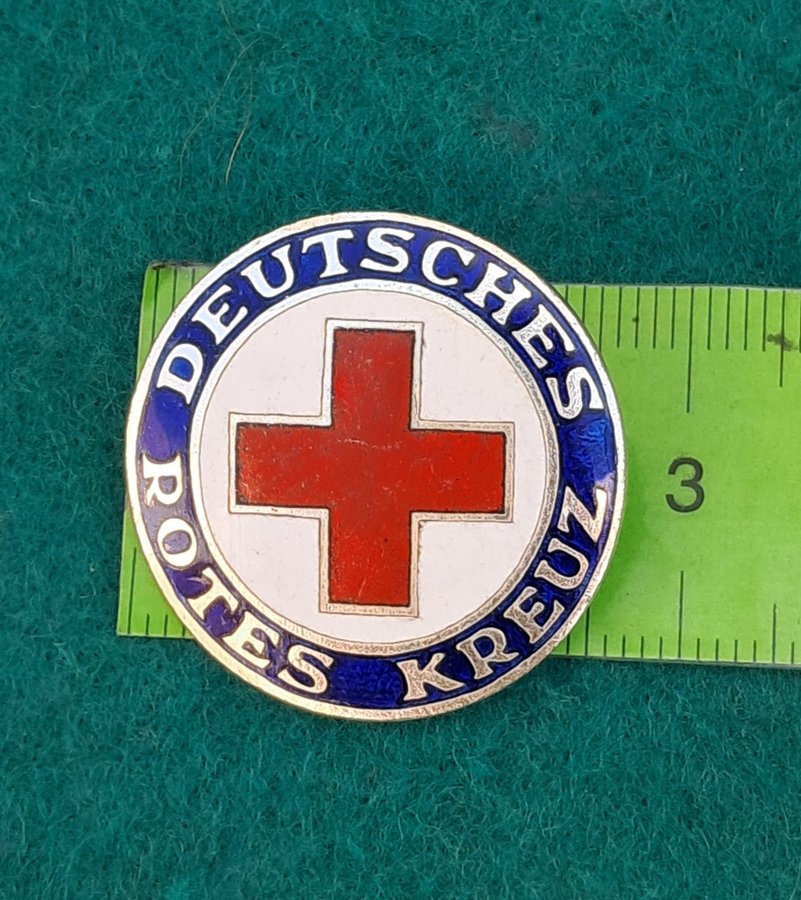 DEUTSCHES
ROTES KREUZ
3